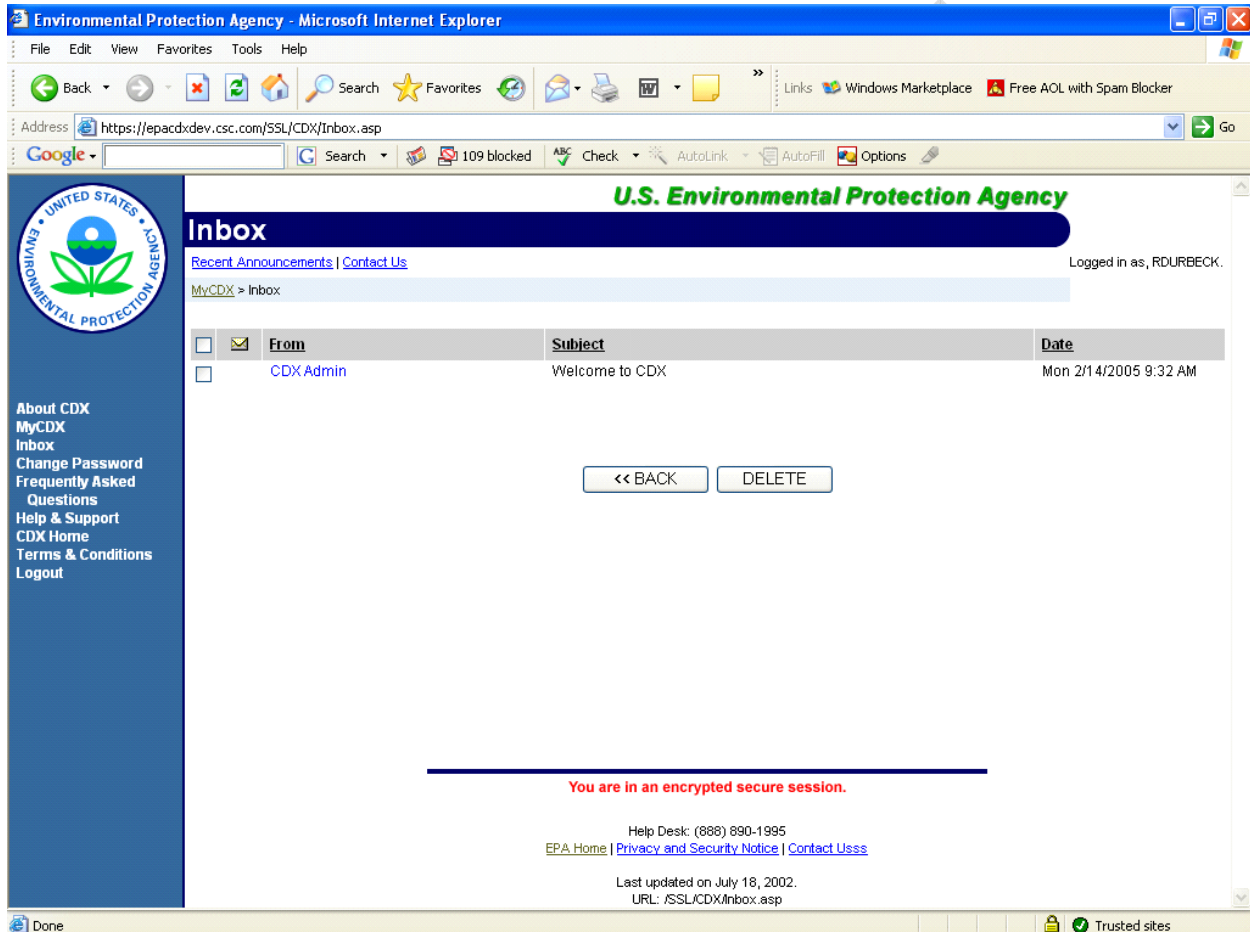 Environmental Protection Agency - Microsoft Internet Explorer
File Edit View Favorites Tools Help
Back Search Favorites » Links Windows Marketplace Free AOL with Spam Blocker
Address https://epacdxdev.csc.com/SSL/CDX/Inbox.asp Go
Google G Search 109 blocked ABC Check AutoLink AutoFill Options
UNITED STATES ENVIRONMENTAL PROTECTION AGENCY
U.S. Environmental Protection Agency
Inbox
Recent Announcements | Contact Us Logged in as, RDURBECK.
MyCDX > Inbox
From Subject Date
CDX Admin Welcome to CDX Mon 2/14/2005 9:32 AM
<< BACK DELETE
About CDX
MyCDX
Inbox
Change Password
Frequently Asked
Questions
Help & Support
CDX Home
Terms & Conditions
Logout
You are in an encrypted secure session.
Help Desk: (888) 890-1995
EPA Home | Privacy and Security Notice | Contact Usss
Last updated on July 18, 2002.
URL: /SSL/CDX/Inbox.asp
Done Trusted sites